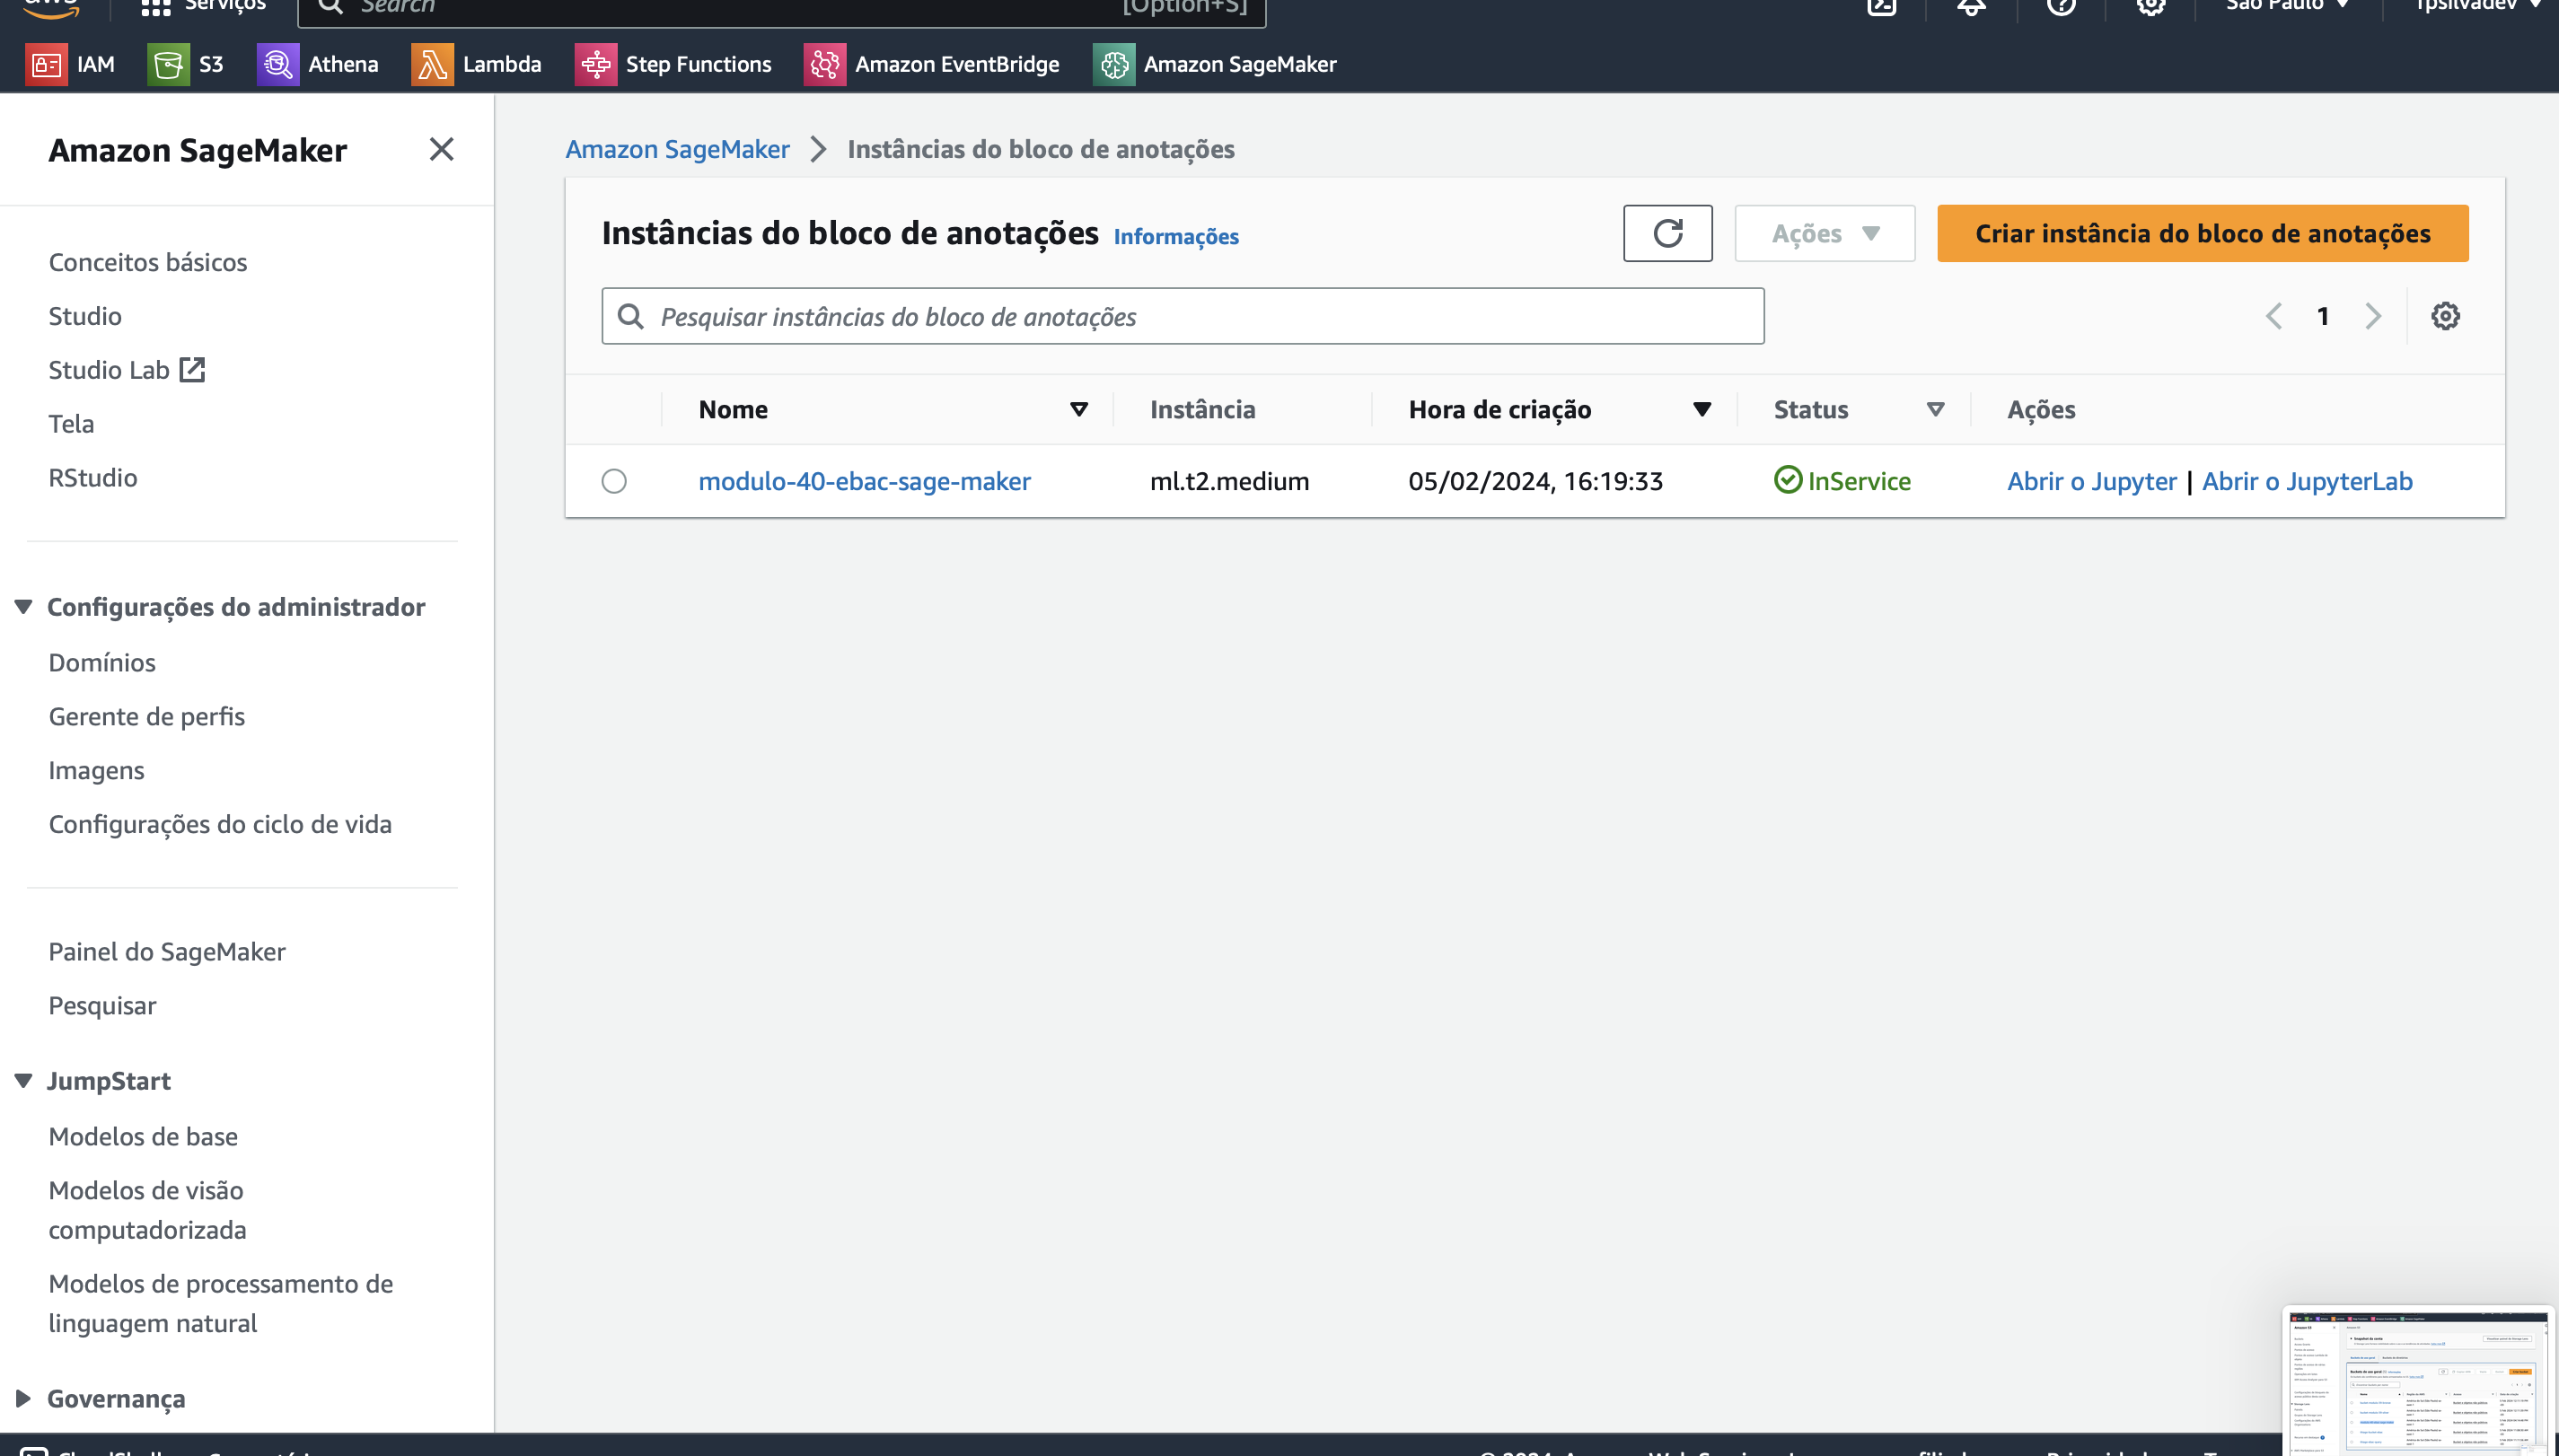 aws Serviços Search [Option+S] São Paulo Tpsilvadev
IAM S3 Athena Lambda Step Functions Amazon EventBridge Amazon SageMaker
Amazon SageMaker
Conceitos básicos
Studio
Studio Lab
Tela
RStudio
Configurações do administrador
Domínios
Gerente de perfis
Imagens
Configurações do ciclo de vida
Painel do SageMaker
Pesquisar
JumpStart
Modelos de base
Modelos de visão
computadorizada
Modelos de processamento de
linguagem natural
Governança
Amazon SageMaker Instâncias do bloco de anotações
Instâncias do bloco de anotações Informações Ações Criar instância do bloco de anotações
Pesquisar instâncias do bloco de anotações 1
Nome Instância Hora de criação Status Ações
modulo-40-ebac-sage-maker ml.t2.medium 05/02/2024, 16:19:33 InService Abrir o Jupyter | Abrir o JupyterLab
CloudShell